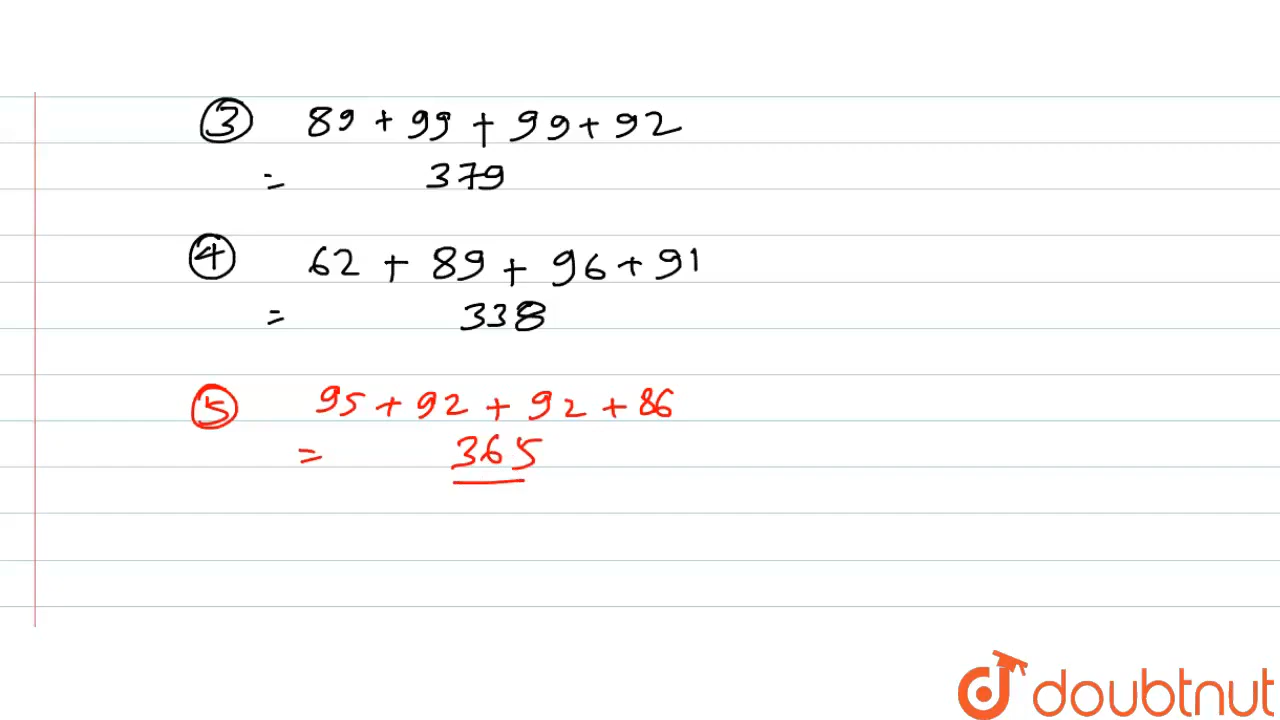 ③ 89 + 99 + 99 + 92
= 379
④ 62 + 89 + 96 + 91
= 338
⑤ 95 + 92 + 92 + 86
= 365
doubtnut